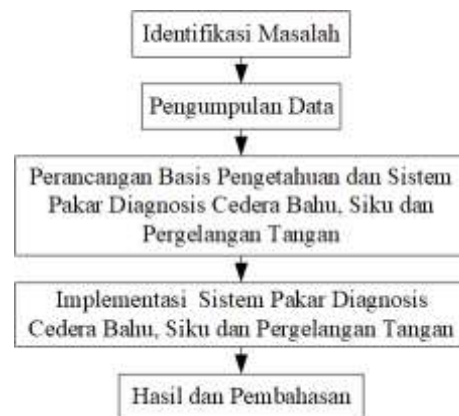 Identifikasi Masalah
Pengumpulan Data
Perancangan Basis Pengetahuan dan Sistem
Pakar Diagnosis Cedera Bahu, Siku dan
Pergelangan Tangan
Implementasi Sistem Pakar Diagnosis
Cedera Bahu, Siku dan Pergelangan Tangan
Hasil dan Pembahasan